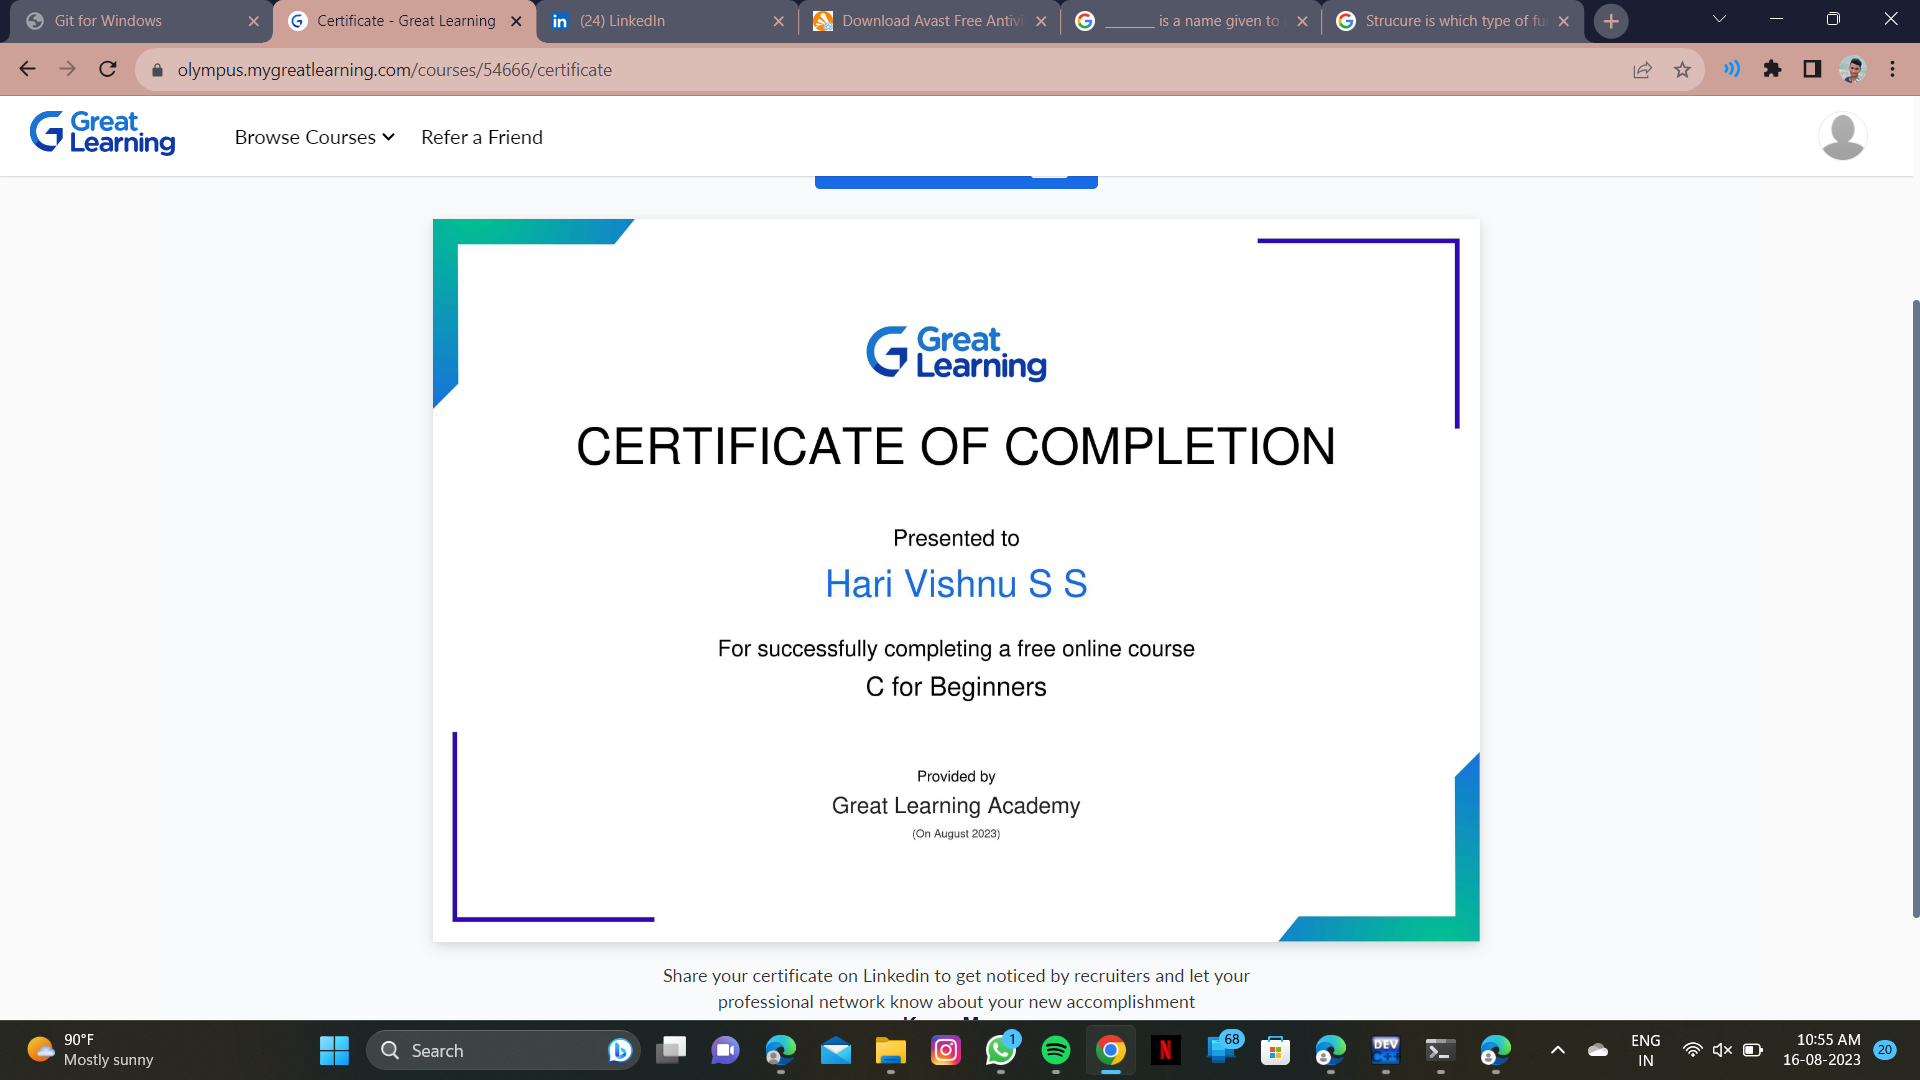 Git for Windows
Certificate - Great Learning
(24) LinkedIn
Download Avast Free Antivi
_______ is a name given to
Strucure is which type of fu
olympus.mygreatlearning.com/courses/54666/certificate
Great Learning
Browse Courses
Refer a Friend
Great Learning
CERTIFICATE OF COMPLETION
Presented to
Hari Vishnu S S
For successfully completing a free online course
C for Beginners
Provided by
Great Learning Academy
(On August 2023)
Share your certificate on Linkedin to get noticed by recruiters and let your
professional network know about your new accomplishment
90°F
Mostly sunny
Search
1
68
DEV
C++
ENG
IN
10:55 AM
16-08-2023
20